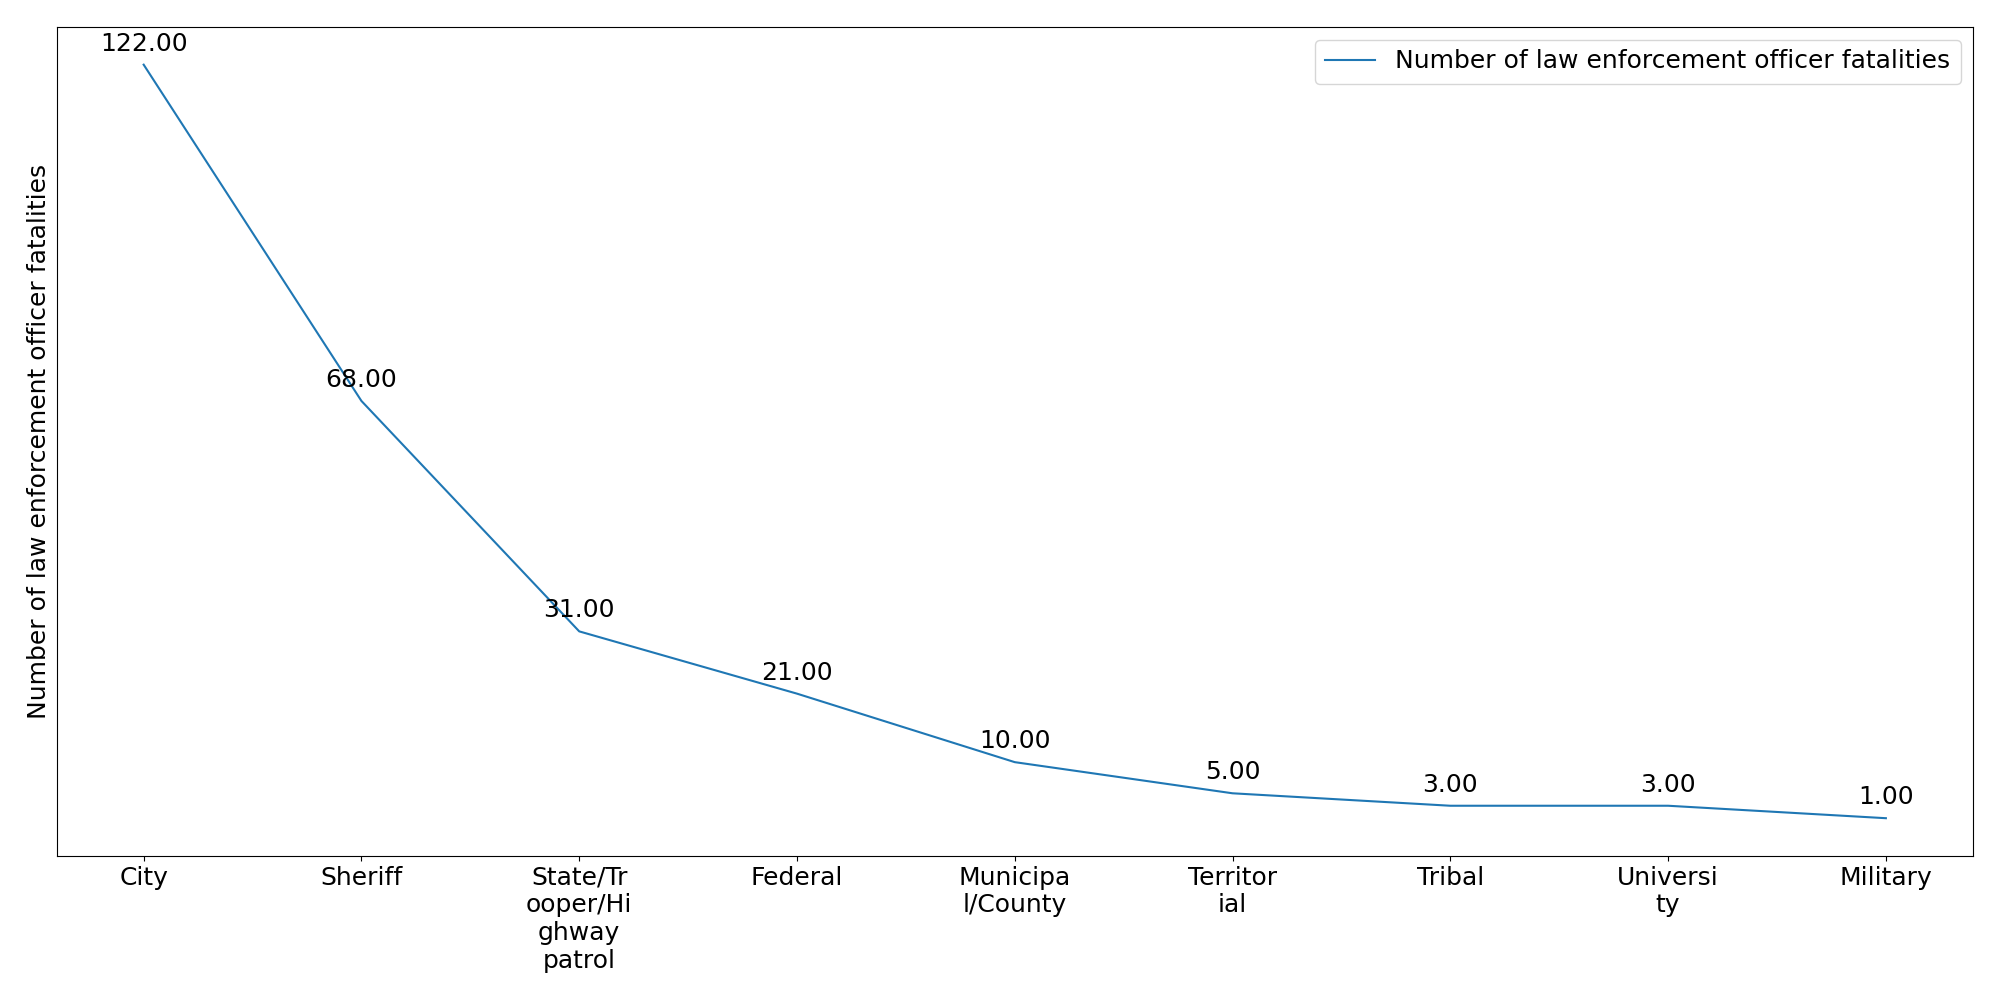 122.00
Number of law enforcement officer fatalities
68.00
31.00
21.00
10.00
5.00
3.00
3.00
1.00
Number of law enforcement officer fatalities
City
Sheriff
State/Tr
ooper/Hi
ghway
patrol
Federal
Municipa
l/County
Territor
ial
Tribal
Universi
ty
Military